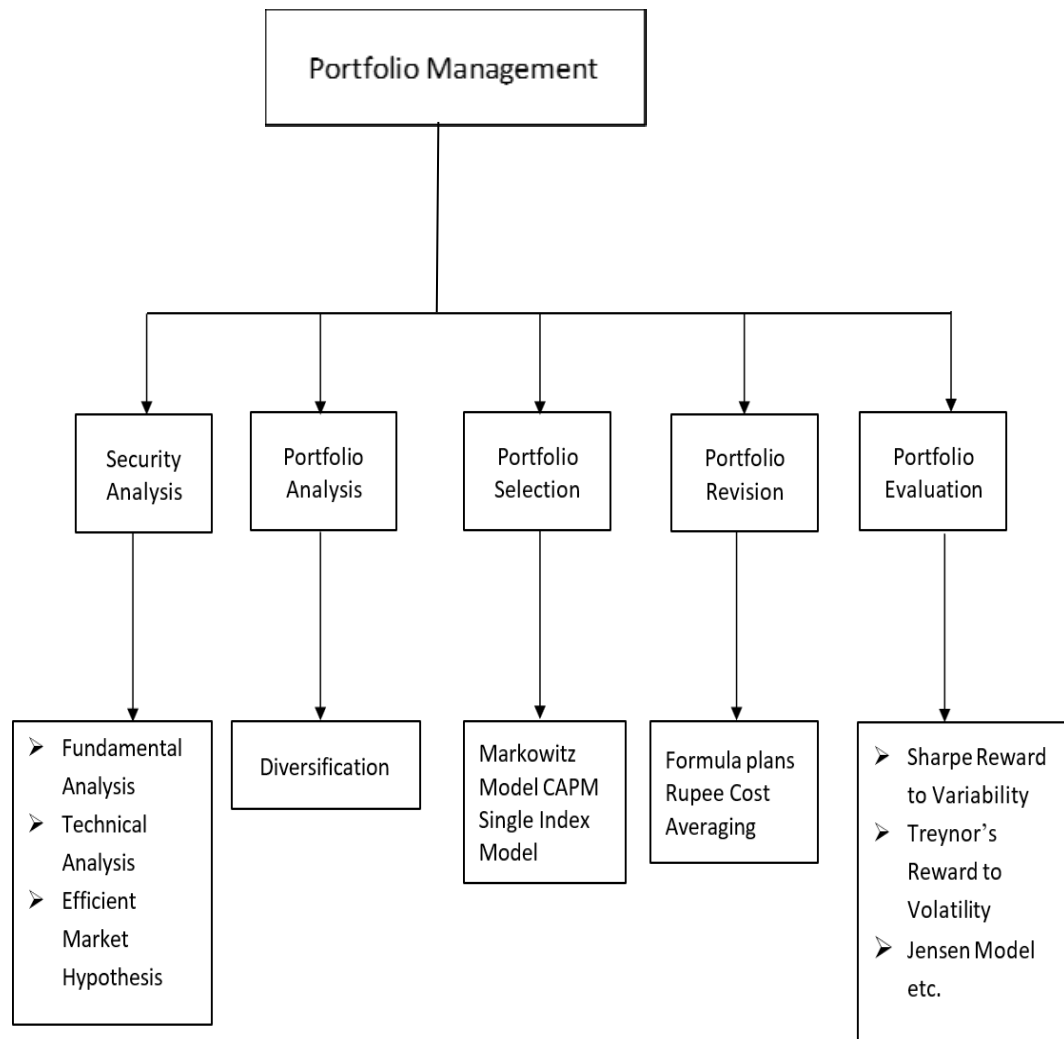 Portfolio Management
Security
Analysis
Portfolio
Analysis
Portfolio
Selection
Portfolio
Revision
Portfolio
Evaluation
➢ Fundamental
Analysis
➢ Technical
Analysis
➢ Efficient
Market
Hypothesis
Diversification
Markowitz
Model CAPM
Single Index
Model
Formula plans
Rupee Cost
Averaging
➢ Sharpe Reward
to Variability
➢ Treynor’s
Reward to
Volatility
➢ Jensen Model
etc.